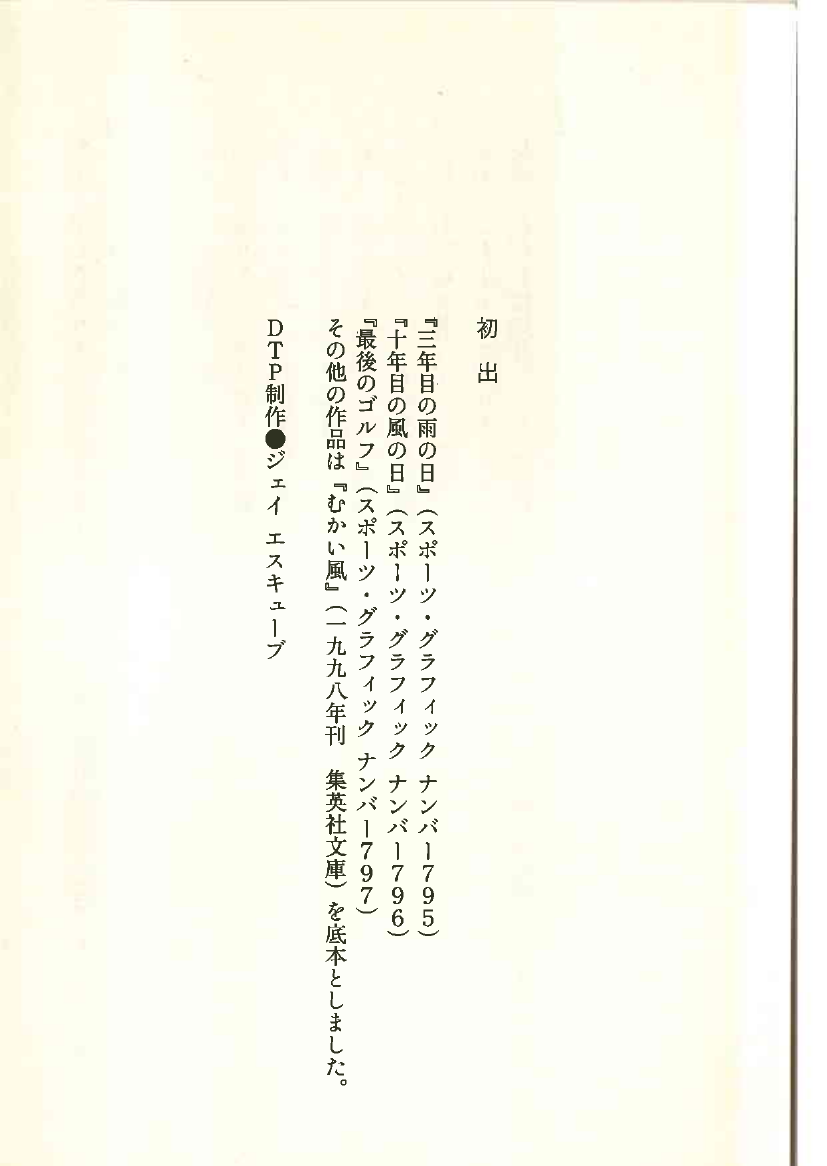 初出
『三年目の雨の日』（スポーツ・グラフィック ナンバー795）
『十年目の風の日』（スポーツ・グラフィック ナンバー796）
『最後のゴルフ』（スポーツ・グラフィック ナンバー797）
その他の作品は『むかい風』（一九九八年刊　集英社文庫）を底本としました。
DTP制作●ジェイ エスキューブ